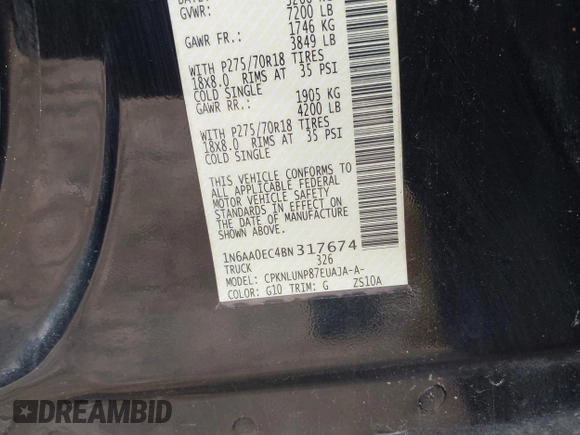 GVWR: 7200 LB
1746 KG
GAWR FR.: 3849 LB
WITH P275/70R18 TIRES
18X8.0 RIMS AT 35 PSI
COLD SINGLE 1905 KG
GAWR RR.: 4200 LB
WITH P275/70R18 TIRES
18X8.0 RIMS AT 35 PSI
COLD SINGLE
THIS VEHICLE CONFORMS TO
ALL APPLICABLE FEDERAL
MOTOR VEHICLE SAFETY
STANDARDS IN EFFECT ON
THE DATE OF MANUFACTURE
SHOWN ABOVE.
1N6AA0EC4BN317674
TRUCK 326
MODEL: CPKNLUNP87EUAJA-A-
COLOR: G10 TRIM: G ZS10A
DREAMBID